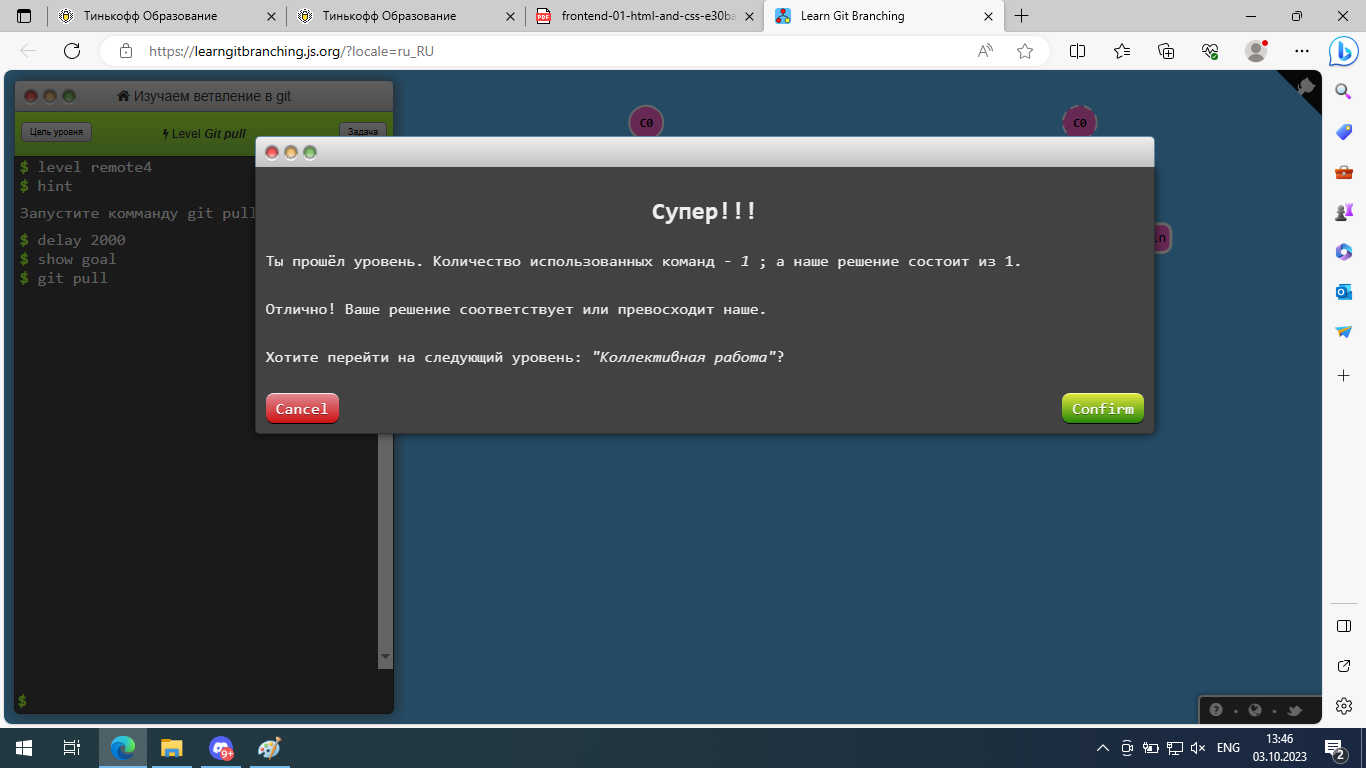 Тинькофф Образование
Тинькофф Образование
frontend-01-html-and-css-e30ba
Learn Git Branching
https://learngitbranching.js.org/?locale=ru_RU
Изучаем ветвление в git
Цель уровня
Level Git pull
Задача
$ level remote4
$ hint
Запустите комманду git pull
$ delay 2000
$ show goal
$ git pull
$
C0
C0
in
Супер!!!
Ты прошёл уровень. Количество использованных команд - 1 ; а наше решение состоит из 1.
Отлично! Ваше решение соответствует или превосходит наше.
Хотите перейти на следующий уровень: "Коллективная работа"?
Cancel
Confirm
9+
ENG
13:46
03.10.2023
2